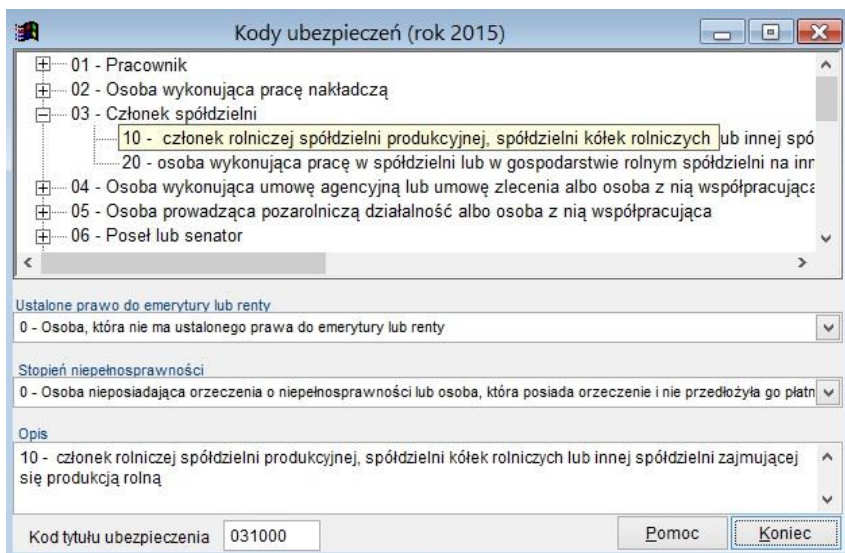 Kody ubezpieczeń (rok 2015)
01 - Pracownik
02 - Osoba wykonująca pracę nakładczą
03 - Członek spółdzielni
10 - członek rolniczej spółdzielni produkcyjnej, spółdzielni kółek rolniczych ub innej spó
20 - osoba wykonująca pracę w spółdzielni lub w gospodarstwie rolnym spółdzielni na inn
04 - Osoba wykonująca umowę agencyjną lub umowę zlecenia albo osoba z nią współpracująca
05 - Osoba prowadząca pozarolniczą działalność albo osoba z nią współpracująca
06 - Poseł lub senator
Ustalone prawo do emerytury lub renty
0 - Osoba, która nie ma ustalonego prawa do emerytury lub renty
Stopień niepełnosprawności
0 - Osoba nieposiadająca orzeczenia o niepełnosprawności lub osoba, która posiada orzeczenie i nie przedłożyła go płatn
Opis
10 - członek rolniczej spółdzielni produkcyjnej, spółdzielni kółek rolniczych lub innej spółdzielni zajmującej
się produkcją rolną
Kod tytułu ubezpieczenia 031000 Pomoc Koniec